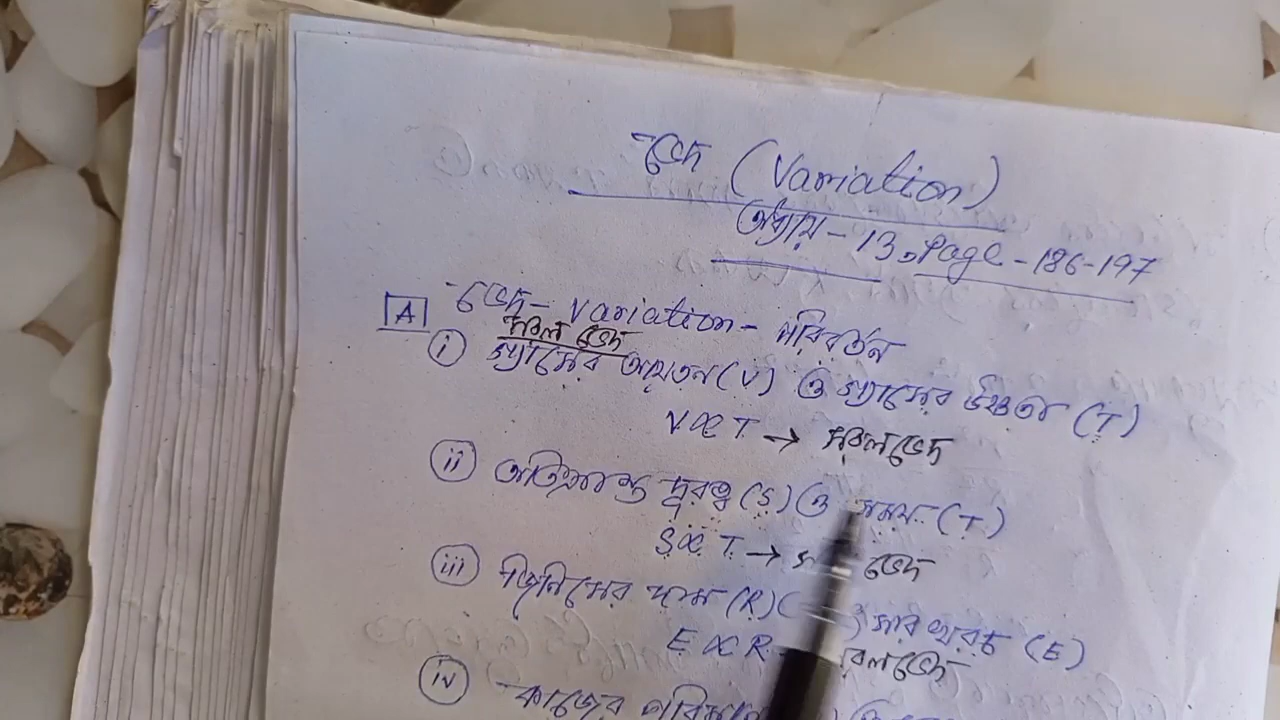 ভেদ (Variation)
অধ্যায় - 13, Page - 186-197
A ভেদ - Variation - পরিবর্তন
সরল ভেদ
i গ্যাসের আয়তন (V) ও গ্যাসের উষ্ণতা (T)
V ∝ T → সরলভেদ
ii অতিক্রান্ত দূরত্ব (S) ও সময় (T)
S ∝ T → ভেদ
iii জিনিসের দাম (R) খরচ (E)
E ∝ R
iv কাজের